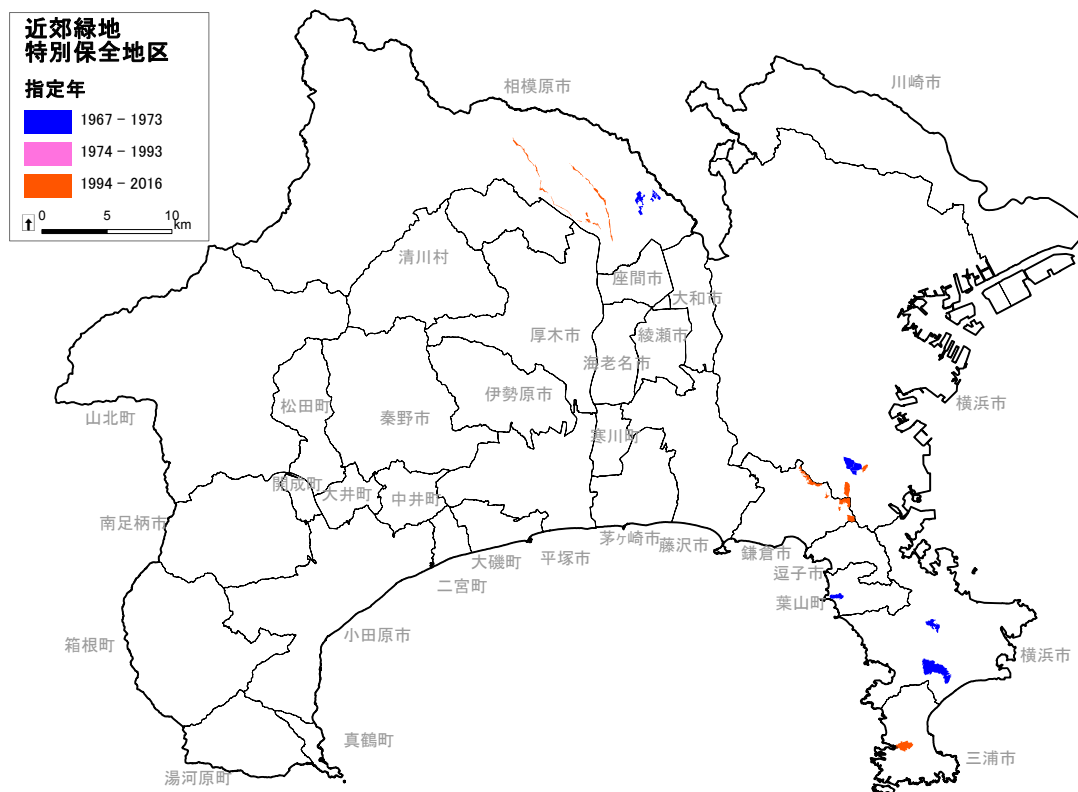 近郊緑地
特別保全地区
指定年
1967 - 1973
1974 - 1993
1994 - 2016
0 5 10
km
相模原市
川崎市
清川村
座間市
大和市
厚木市
綾瀬市
海老名市
伊勢原市
松田町
秦野市
山北町
横浜市
寒川町
開成町
大井町
中井町
南足柄市
茅ヶ崎市
藤沢市
鎌倉市
大磯町
平塚市
二宮町
逗子市
葉山町
小田原市
箱根町
横浜市
真鶴町
三浦市
湯河原町